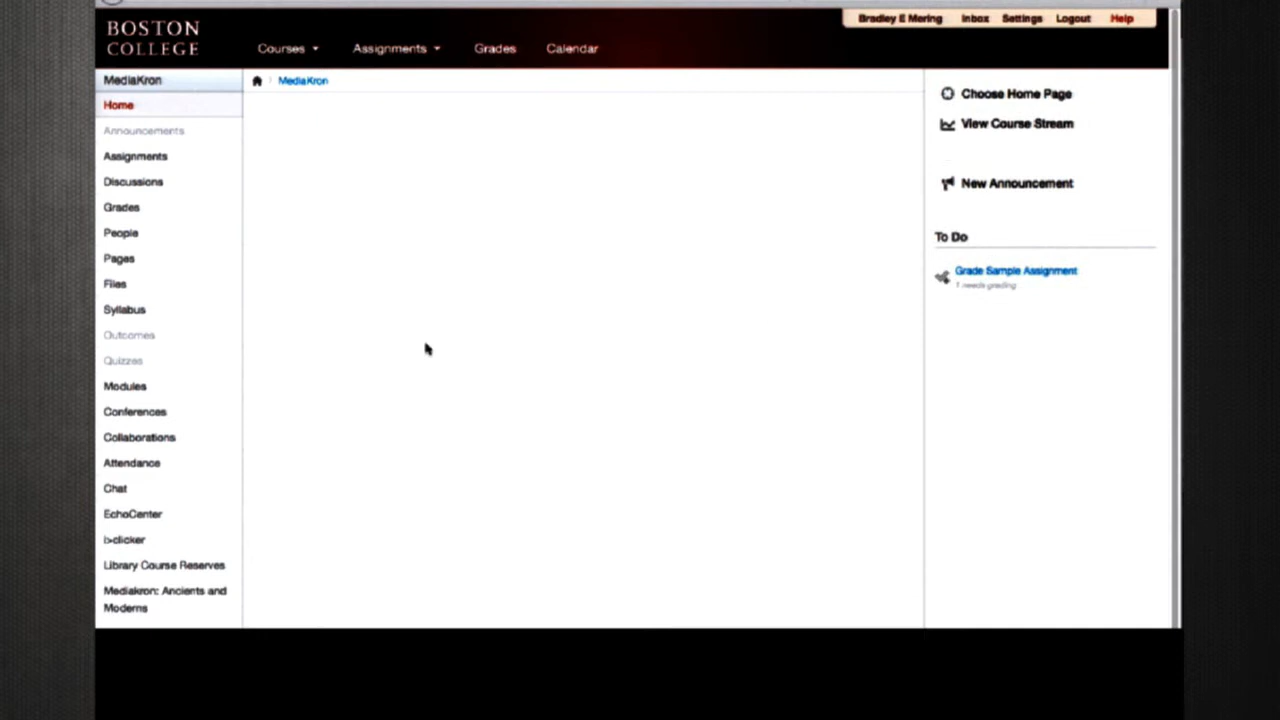 BOSTON
COLLEGE
Bradley E Mering Inbox Settings Logout Help
Courses Assignments Grades Calendar
MediaKron
Home
Announcements
Assignments
Discussions
Grades
People
Pages
Files
Syllabus
Outcomes
Quizzes
Modules
Conferences
Collaborations
Attendance
Chat
EchoCenter
i>clicker
Library Course Reserves
Mediakron: Ancients and
Moderns
MediaKron
Choose Home Page
View Course Stream
New Announcement
To Do
Grade Sample Assignment
1 needs grading